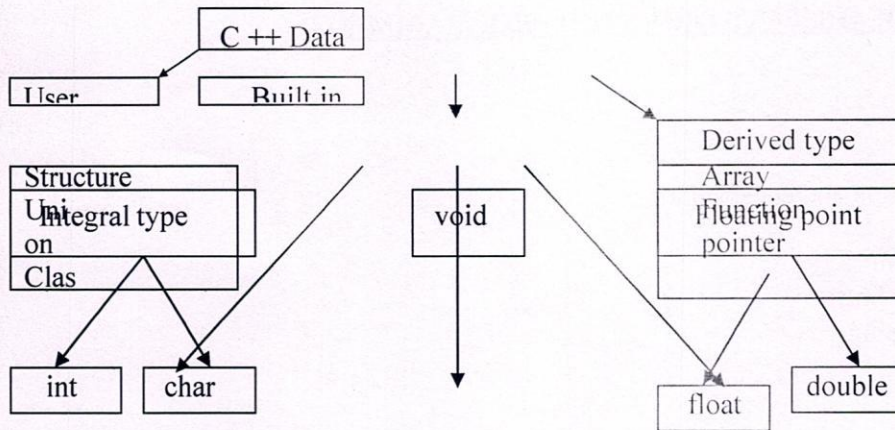 C ++ Data
User
Built in
Derived type
Structure
Array
Uni
Integral type
void
Function
Floating point
on
pointer
Clas
int
char
float
double